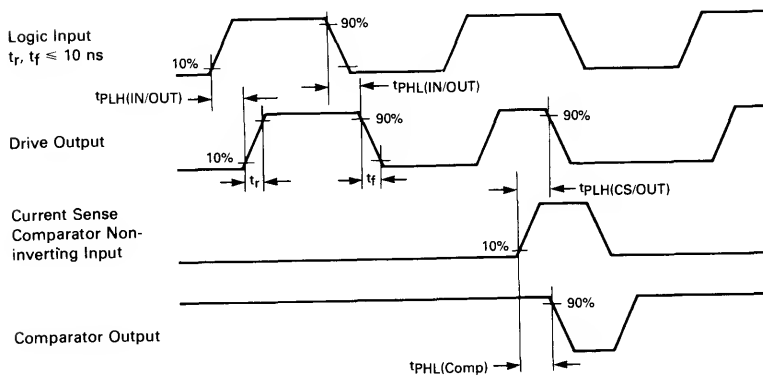 Logic Input
tr, tf ≤ 10 ns
90%
10%
tPLH(IN/OUT)
tPHL(IN/OUT)
Drive Output
90%
90%
10%
tr
tf
tPLH(CS/OUT)
Current Sense
Comparator Non-
inverting Input
10%
Comparator Output
90%
tPHL(Comp)